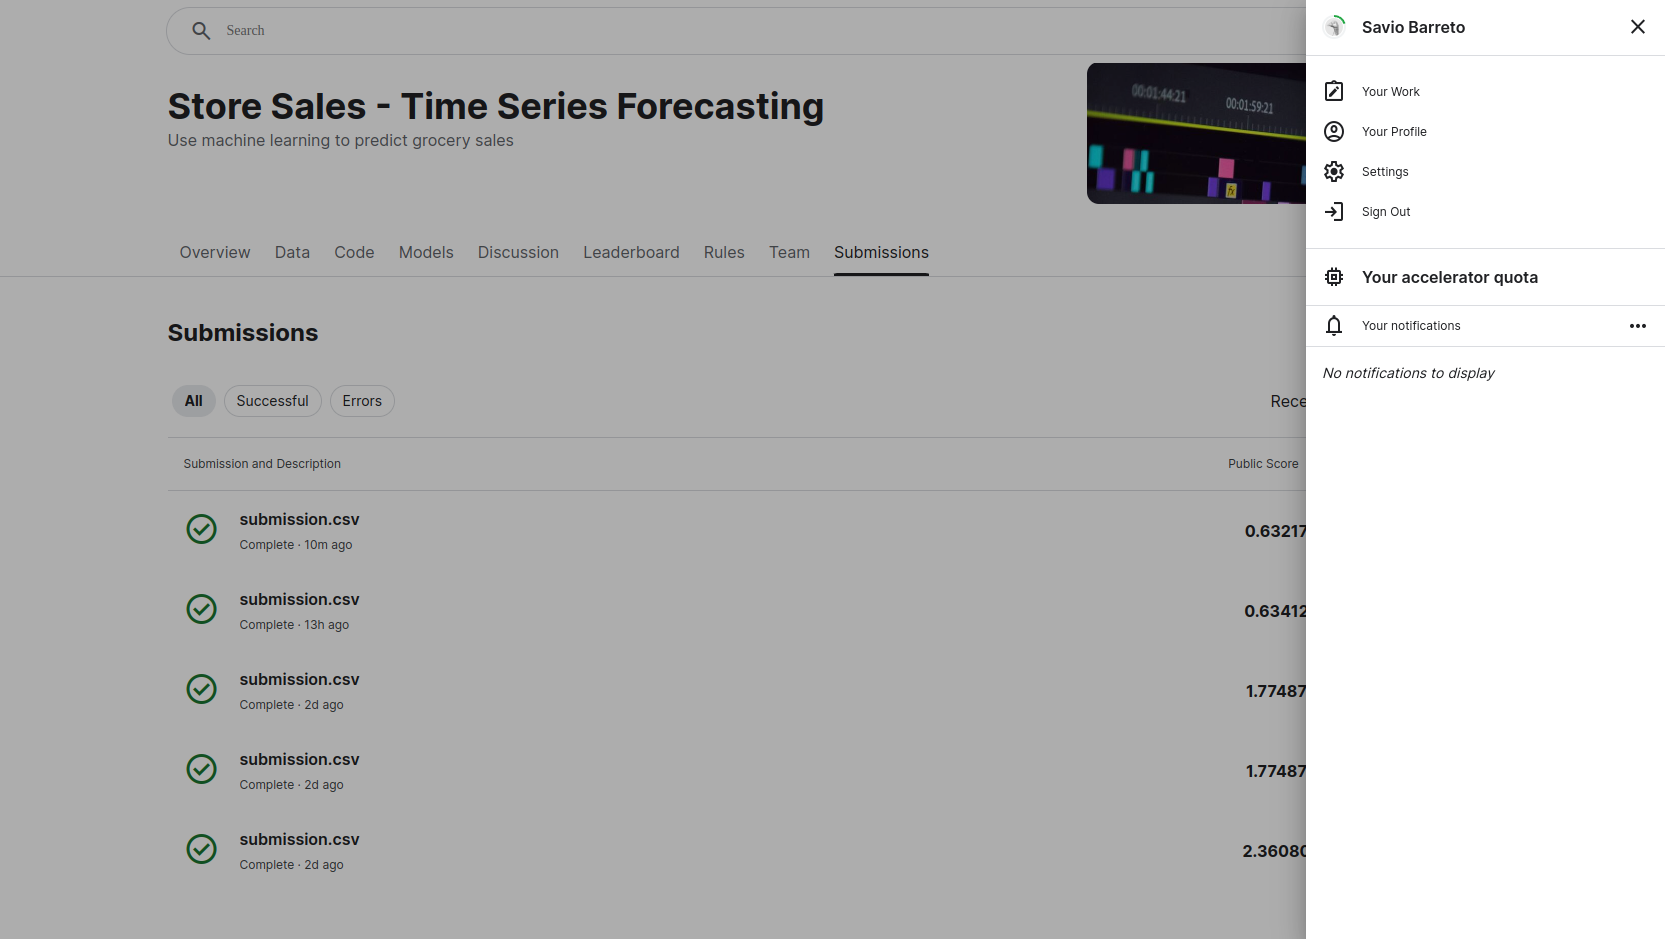 Search
Store Sales - Time Series Forecasting
Use machine learning to predict grocery sales
00:01:44:21
00:01:59:21
fx
Overview Data Code Models Discussion Leaderboard Rules Team Submissions
Submissions
All Successful Errors
Rece
Submission and Description Public Score
submission.csv 0.63217
Complete · 10m ago
submission.csv 0.63412
Complete · 13h ago
submission.csv 1.77487
Complete · 2d ago
submission.csv 1.77487
Complete · 2d ago
submission.csv 2.36080
Complete · 2d ago
Savio Barreto
Your Work
Your Profile
Settings
Sign Out
Your accelerator quota
Your notifications
No notifications to display